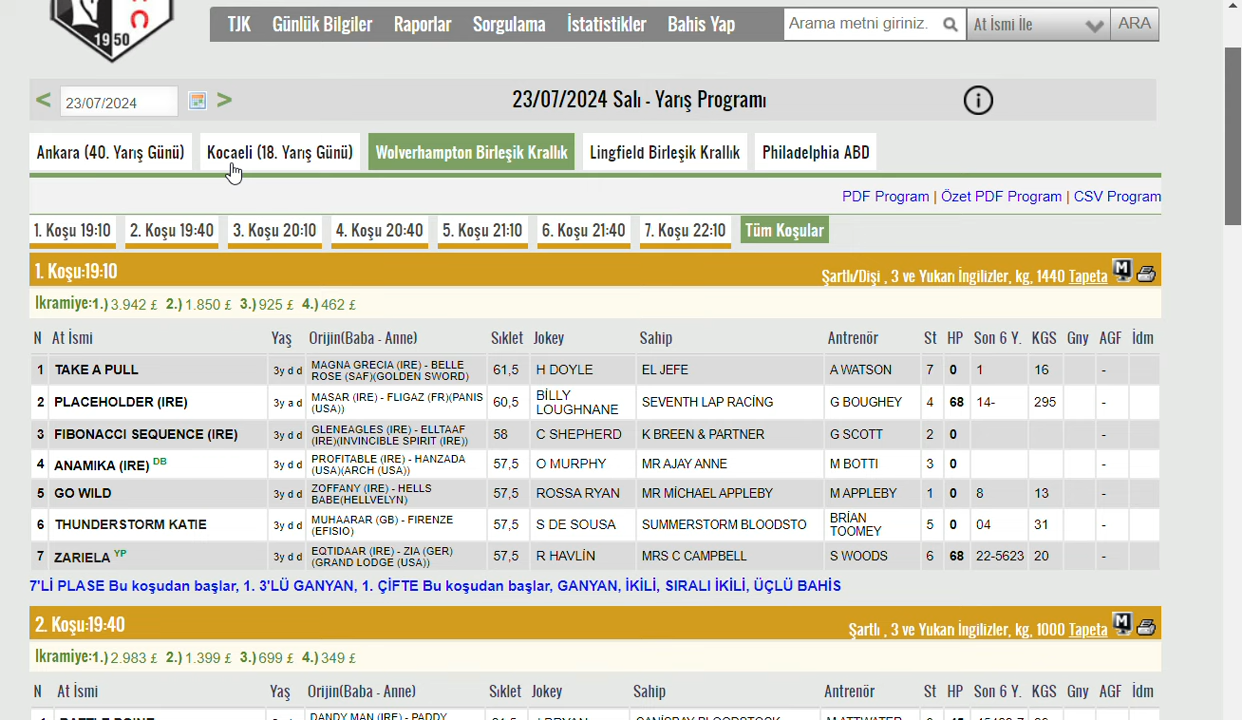 1950
TJK Günlük Bilgiler Raporlar Sorgulama İstatistikler Bahis Yap Arama metni giriniz. At İsmi İle ARA
< 23/07/2024 > 23/07/2024 Salı - Yarış Programı i
Ankara (40. Yarış Günü) Kocaeli (18. Yarış Günü) Wolverhampton Birleşik Krallık Lingfield Birleşik Krallık Philadelphia ABD
PDF Program | Özet PDF Program | CSV Program
1. Koşu 19:10 2. Koşu 19:40 3. Koşu 20:10 4. Koşu 20:40 5. Koşu 21:10 6. Koşu 21:40 7. Koşu 22:10 Tüm Koşular
1. Koşu:19:10 Şartlı/Dişi , 3 ve Yukarı İngilizler, kg, 1440 Tapeta M
İkramiye:1.) 3.942 £ 2.) 1.850 £ 3.) 925 £ 4.) 462 £
N At İsmi Yaş Orijin(Baba - Anne) Sıklet Jokey Sahip Antrenör St HP Son 6 Y. KGS Gny AGF İdm
1 TAKE A PULL 3y d d MAGNA GRECIA (IRE) - BELLE ROSE (SAF)(GOLDEN SWORD) 61,5 H DOYLE EL JEFE A WATSON 7 0 1 16 -
2 PLACEHOLDER (IRE) 3y a d MASAR (IRE) - FLIGAZ (FR)(PANIS (USA)) 60,5 BİLLY LOUGHNANE SEVENTH LAP RACİNG G BOUGHEY 4 68 14- 295 -
3 FIBONACCI SEQUENCE (IRE) 3y d d GLENEAGLES (IRE) - ELLTAAF (IRE)(INVINCIBLE SPIRIT (IRE)) 58 C SHEPHERD K BREEN & PARTNER G SCOTT 2 0 -
4 ANAMIKA (IRE) DB 3y d d PROFITABLE (IRE) - HANZADA (USA)(ARCH (USA)) 57,5 O MURPHY MR AJAY ANNE M BOTTI 3 0 -
5 GO WILD 3y d d ZOFFANY (IRE) - HELLS BABE(HELLVELYN) 57,5 ROSSA RYAN MR MİCHAEL APPLEBY M APPLEBY 1 0 8 13 -
6 THUNDERSTORM KATIE 3y d d MUHAARAR (GB) - FIRENZE (EFISIO) 57,5 S DE SOUSA SUMMERSTORM BLOODSTO BRİAN TOOMEY 5 0 04 31 -
7 ZARIELA YP 3y d d EQTIDAAR (IRE) - ZIA (GER) (GRAND LODGE (USA)) 57,5 R HAVLİN MRS C CAMPBELL S WOODS 6 68 22-5623 20 -
7'Lİ PLASE Bu koşudan başlar, 1. 3'LÜ GANYAN, 1. ÇİFTE Bu koşudan başlar, GANYAN, İKİLİ, SIRALI İKİLİ, ÜÇLÜ BAHİS
2. Koşu:19:40 Şartlı , 3 ve Yukarı İngilizler, kg, 1000 Tapeta M
İkramiye:1.) 2.983 £ 2.) 1.399 £ 3.) 699 £ 4.) 349 £
N At İsmi Yaş Orijin(Baba - Anne) Sıklet Jokey Sahip Antrenör St HP Son 6 Y. KGS Gny AGF İdm
DANDY MAN (IRE) - PADDY